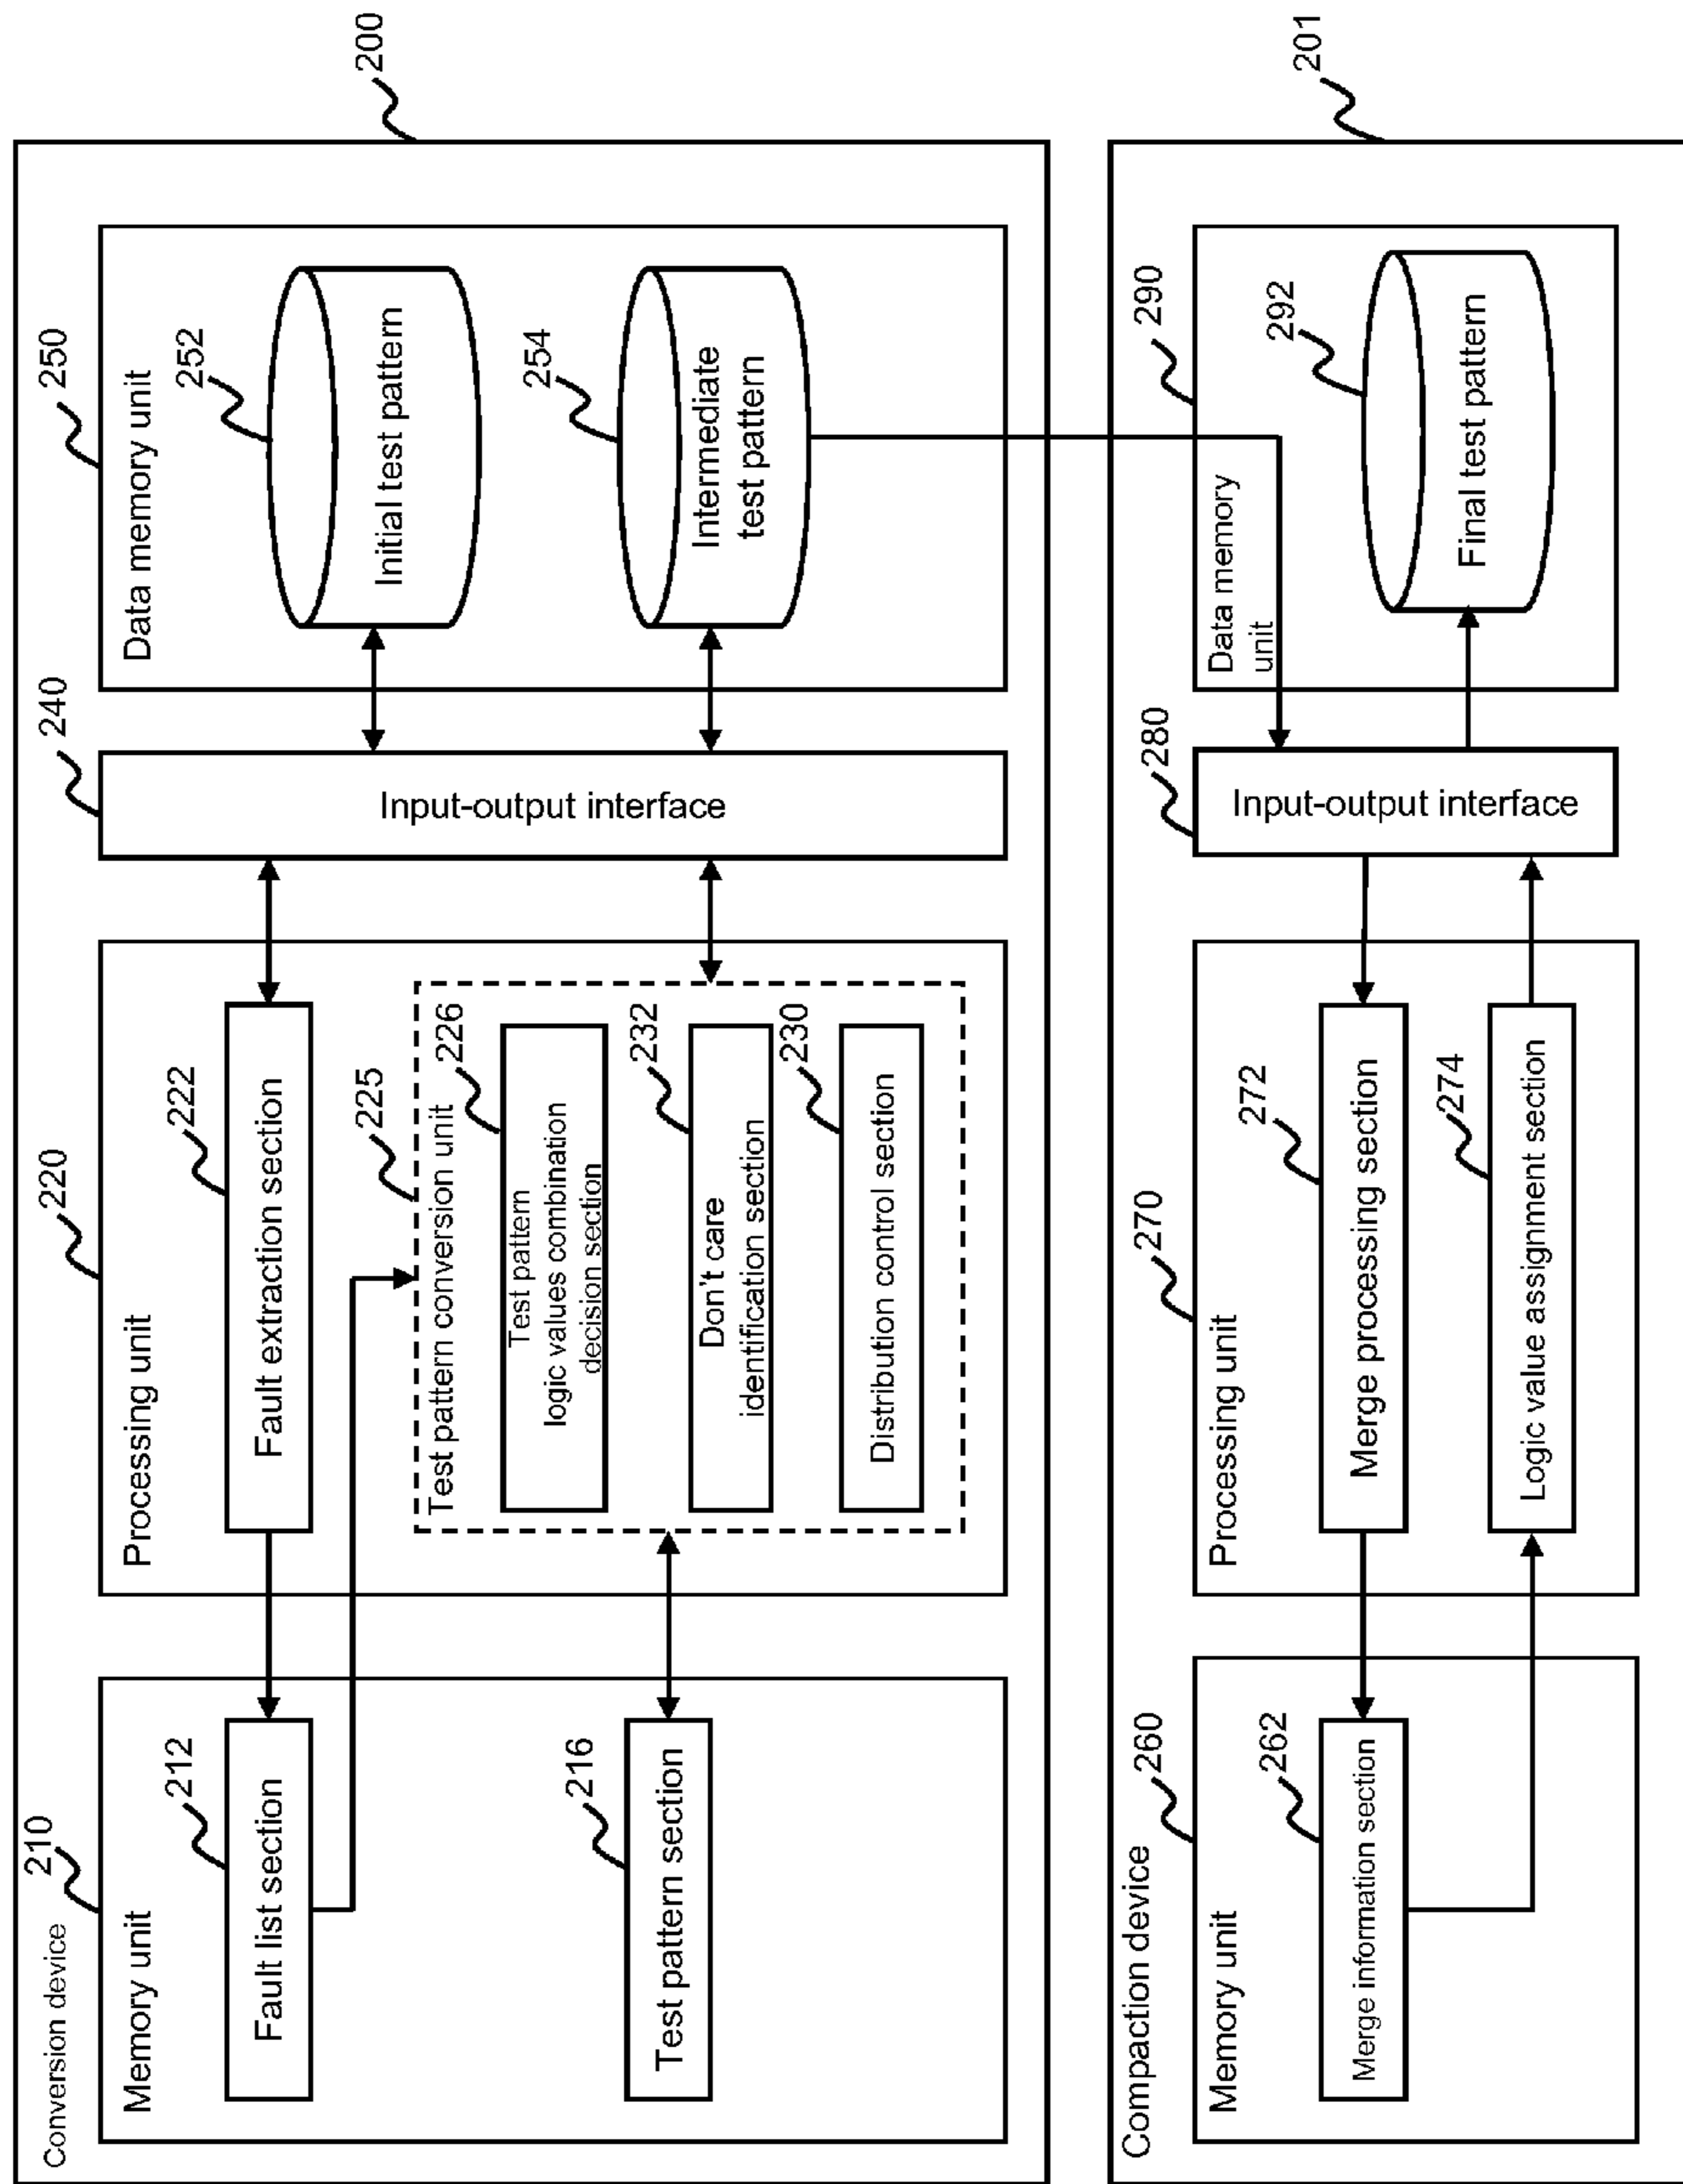 200
Conversion device
210
Memory unit
212
Fault list section
216
Test pattern section
220
Processing unit
222
Fault extraction section
225
Test pattern conversion unit
226
Test pattern
logic values combination
decision section
232
Don't care
identification section
230
Distribution control section
240
Input-output interface
250
Data memory unit
252
Initial test pattern
254
Intermediate
test pattern
201
Compaction device
260
Memory unit
262
Merge information section
270
Processing unit
272
Merge processing section
274
Logic value assignment section
280
Input-output interface
290
Data memory
unit
292
Final test pattern